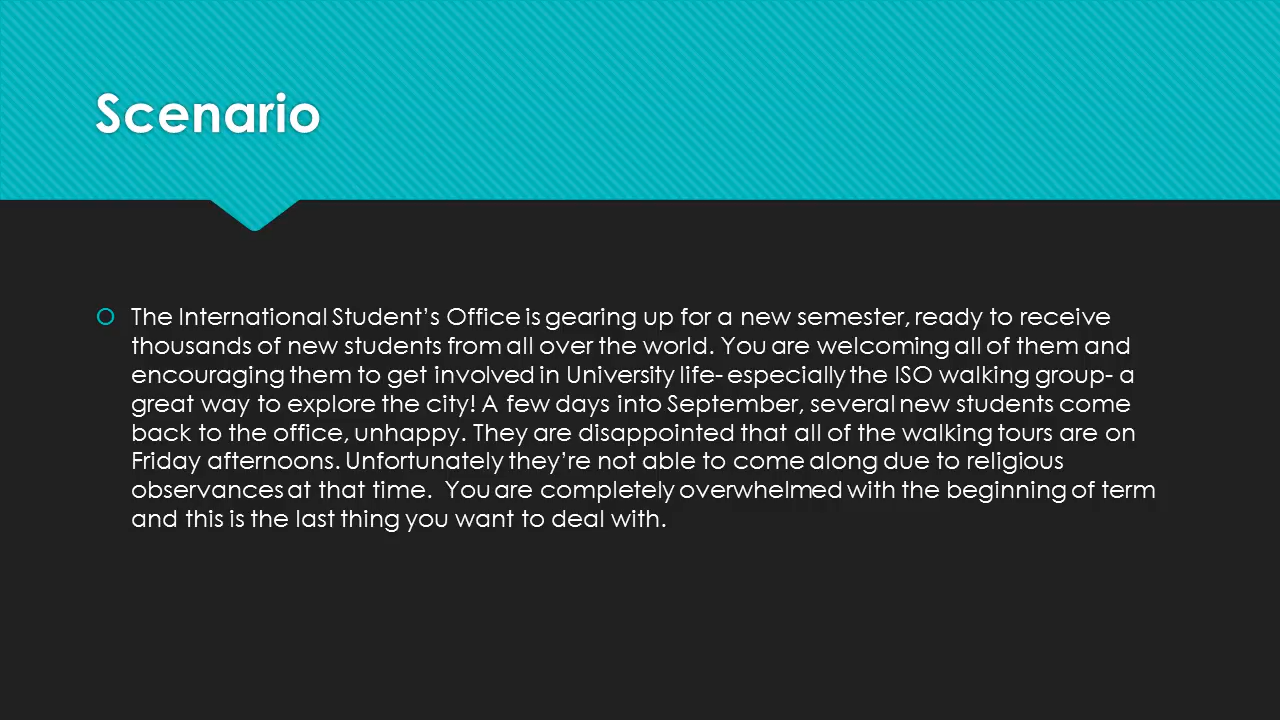 Scenario
The International Student’s Office is gearing up for a new semester, ready to receive
thousands of new students from all over the world. You are welcoming all of them and
encouraging them to get involved in University life- especially the ISO walking group- a
great way to explore the city! A few days into September, several new students come
back to the office, unhappy. They are disappointed that all of the walking tours are on
Friday afternoons. Unfortunately they’re not able to come along due to religious
observances at that time.  You are completely overwhelmed with the beginning of term
and this is the last thing you want to deal with.